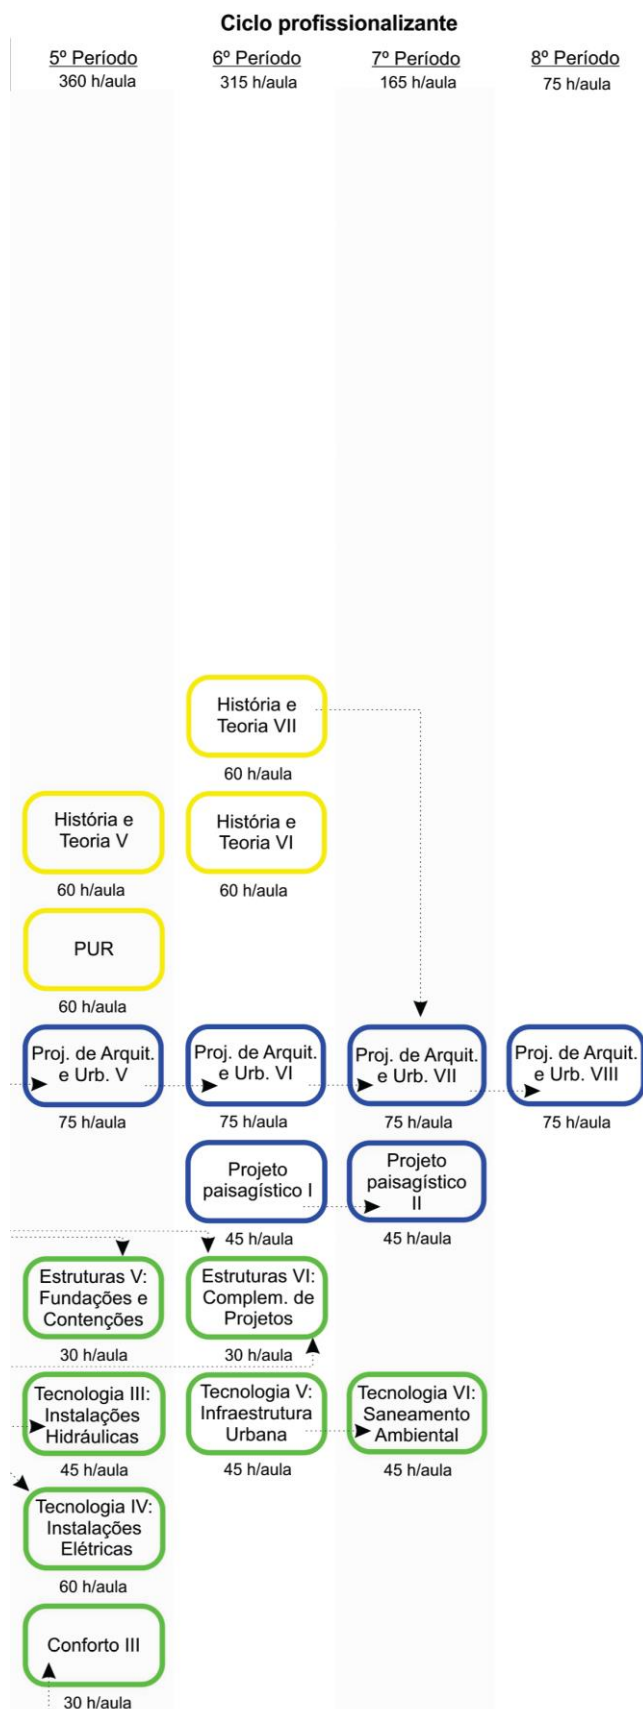 Ciclo profissionalizante
5º Período
360 h/aula
6º Período
315 h/aula
7º Período
165 h/aula
8º Período
75 h/aula
História e
Teoria VII
60 h/aula
História e
Teoria V
60 h/aula
História e
Teoria VI
60 h/aula
PUR
60 h/aula
Proj. de Arquit.
e Urb. V
75 h/aula
Proj. de Arquit.
e Urb. VI
75 h/aula
Proj. de Arquit.
e Urb. VII
75 h/aula
Proj. de Arquit.
e Urb. VIII
75 h/aula
Projeto
paisagístico I
45 h/aula
Projeto
paisagístico
II
45 h/aula
Estruturas V:
Fundações e
Contenções
30 h/aula
Estruturas VI:
Complem. de
Projetos
30 h/aula
Tecnologia III:
Instalações
Hidráulicas
45 h/aula
Tecnologia V:
Infraestrutura
Urbana
45 h/aula
Tecnologia VI:
Saneamento
Ambiental
45 h/aula
Tecnologia IV:
Instalações
Elétricas
60 h/aula
Conforto III
30 h/aula